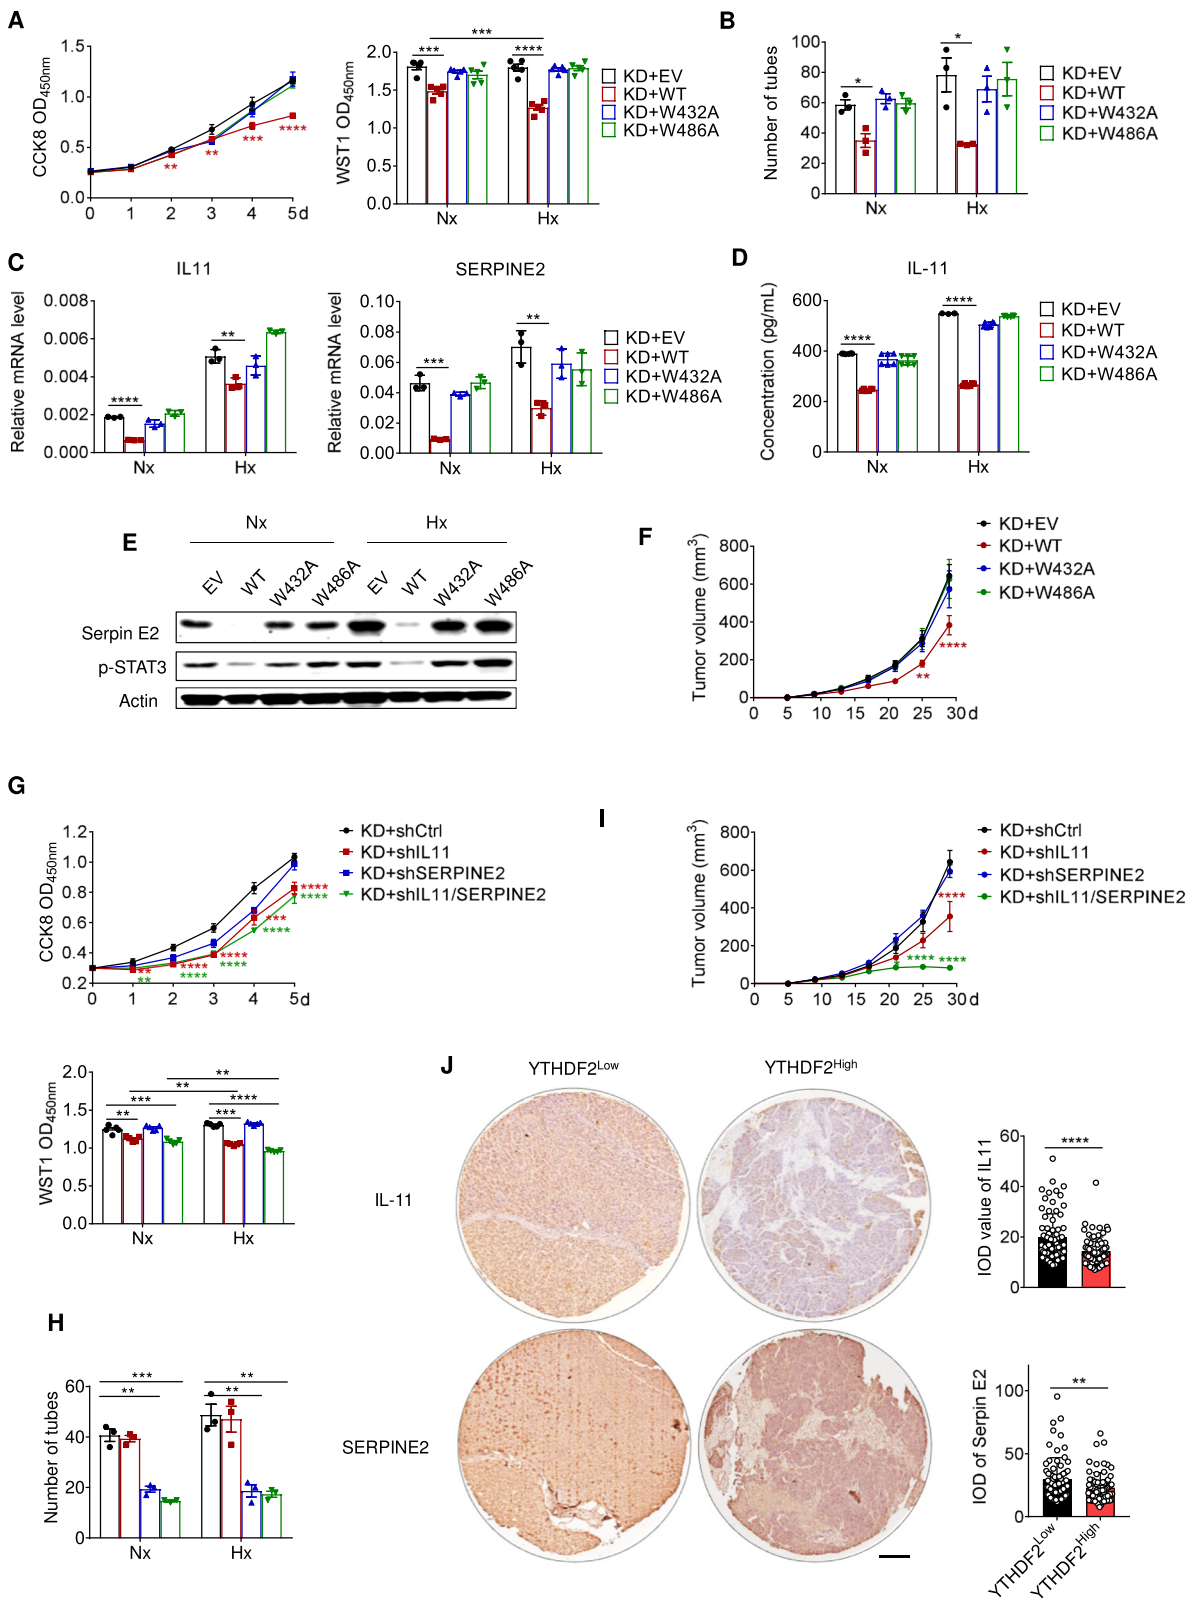 A
CCK8 OD450nm
1.5
1.0
0.5
0.0
0 1 2 3 4 5d
** ** *** ****
WST1 OD450nm
2.0
1.5
1.0
0.5
0.0
***
*** ****
Nx Hx
KD+EV
KD+WT
KD+W432A
KD+W486A
B
Number of tubes
100
80
60
40
20
0
* *
Nx Hx
KD+EV
KD+WT
KD+W432A
KD+W486A
C
IL11
Relative mRNA level
0.008
0.006
0.004
0.002
0.000
**** **
Nx Hx
SERPINE2
Relative mRNA level
0.10
0.08
0.06
0.04
0.02
0.00
*** **
Nx Hx
KD+EV
KD+WT
KD+W432A
KD+W486A
D
IL-11
Concentration (pg/mL)
600
400
200
0
**** ****
Nx Hx
KD+EV
KD+WT
KD+W432A
KD+W486A
E
Nx Hx
EV WT W432A W486A EV WT W432A W486A
Serpin E2
p-STAT3
Actin
F
Tumor volume (mm3)
800
600
400
200
0
0 5 10 15 20 25 30d
** ****
KD+EV
KD+WT
KD+W432A
KD+W486A
G
CCK8 OD450nm
1.2
1.0
0.8
0.6
0.4
0.2
0 1 2 3 4 5d
** **** **** *** ****
** **** **** **** ****
KD+shCtrl
KD+shIL11
KD+shSERPINE2
KD+shIL11/SERPINE2
WST1 OD450nm
2.0
1.5
1.0
0.5
0.0
**
**
*** ****
** ***
Nx Hx
H
Number of tubes
60
40
20
0
*** **
** **
Nx Hx
I
Tumor volume (mm3)
800
600
400
200
0
0 5 10 15 20 25 30d
****
* **** ****
KD+shCtrl
KD+shIL11
KD+shSERPINE2
KD+shIL11/SERPINE2
J
YTHDF2Low YTHDF2High
IL-11
SERPINE2
IOD value of IL11
60
40
20
0
****
IOD of Serpin E2
100
50
0
**
YTHDF2Low YTHDF2High